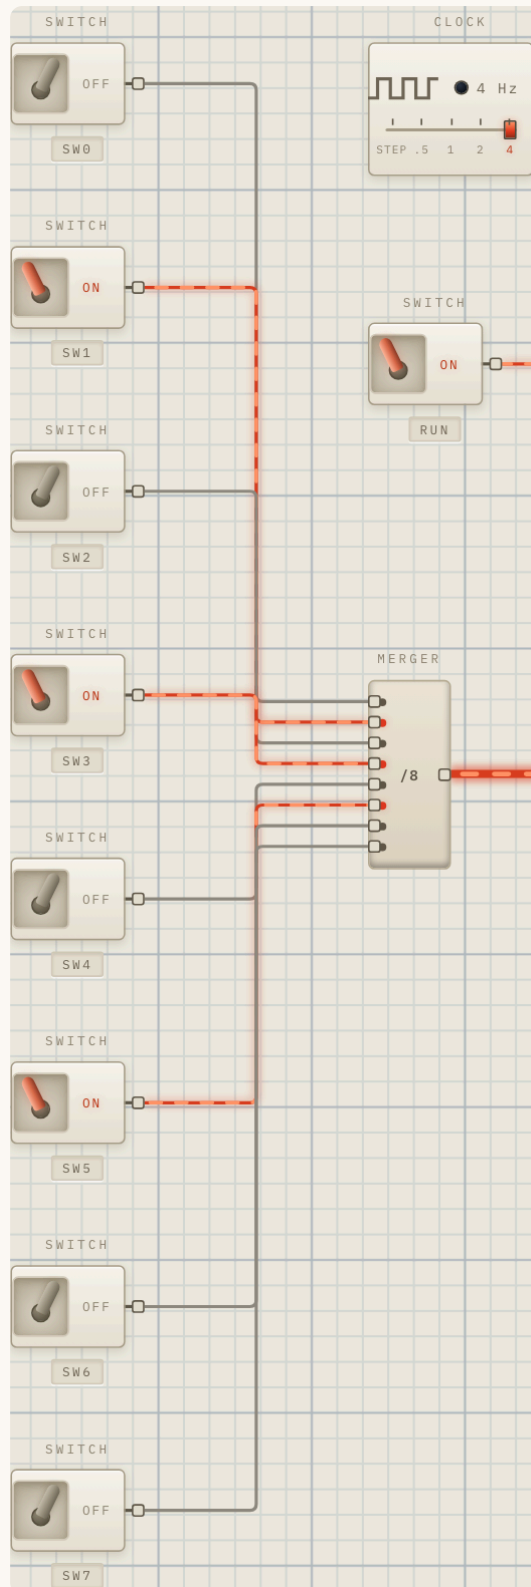 SWITCH
OFF
SW0
CLOCK
4 Hz
STEP .5 1 2 4
SWITCH
ON
SW1
SWITCH
ON
RUN
SWITCH
OFF
SW2
SWITCH
ON
SW3
MERGER
/8
SWITCH
OFF
SW4
SWITCH
ON
SW5
SWITCH
OFF
SW6
SWITCH
OFF
SW7